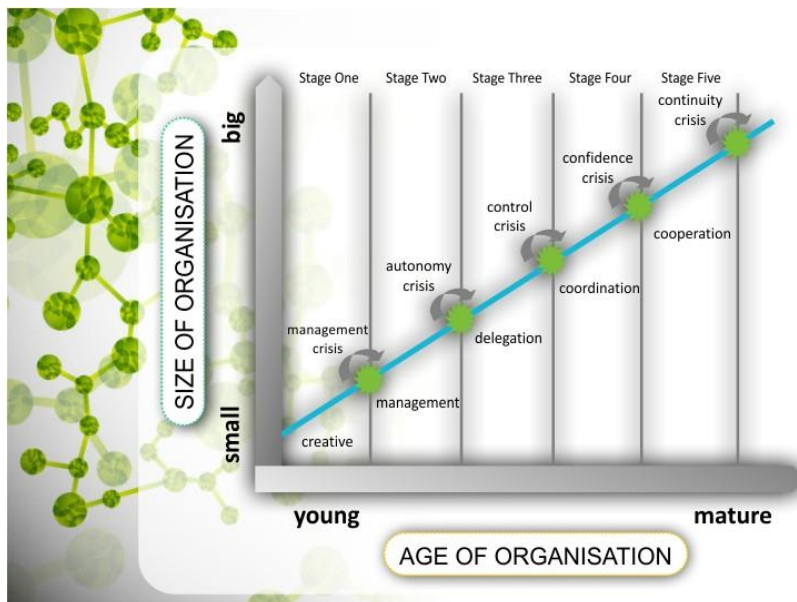 Stage One
Stage Two
Stage Three
Stage Four
Stage Five
continuity
crisis
big
confidence
crisis
SIZE OF ORGANISATION
control
crisis
cooperation
autonomy
crisis
coordination
management
crisis
delegation
management
small
creative
young
mature
AGE OF ORGANISATION